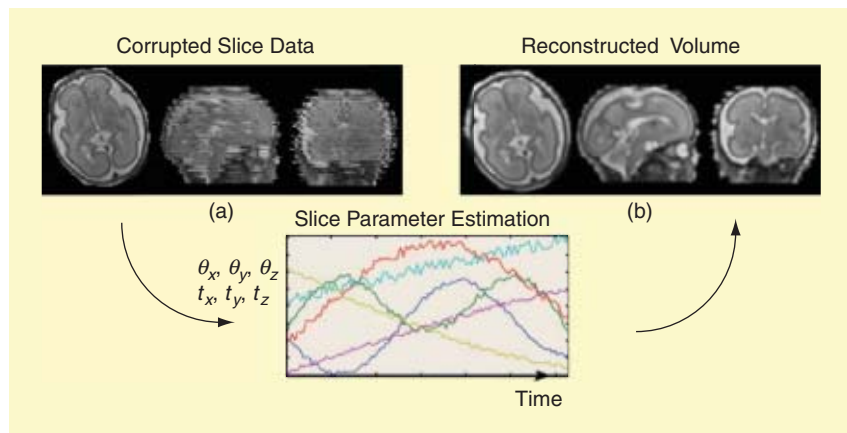 Corrupted Slice Data
Reconstructed Volume
(a)
(b)
Slice Parameter Estimation
θx, θy, θz
tx, ty, tz
Time